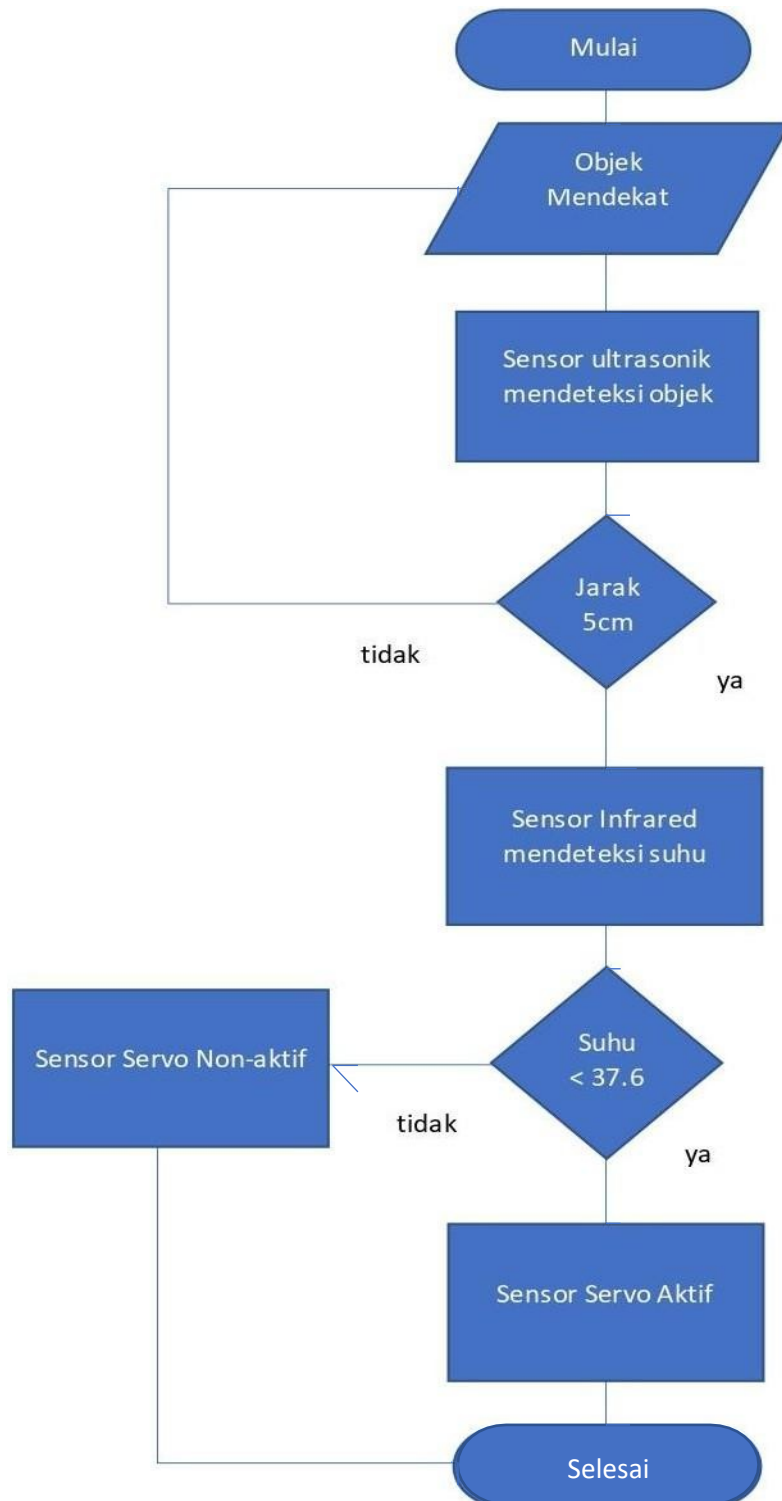 Mulai
Objek
Mendekat
Sensor ultrasonik
mendeteksi objek
Jarak
5cm
tidak
ya
Sensor Infrared
mendeteksi suhu
Suhu
< 37.6
Sensor Servo Non-aktif
tidak
ya
Sensor Servo Aktif
Selesai